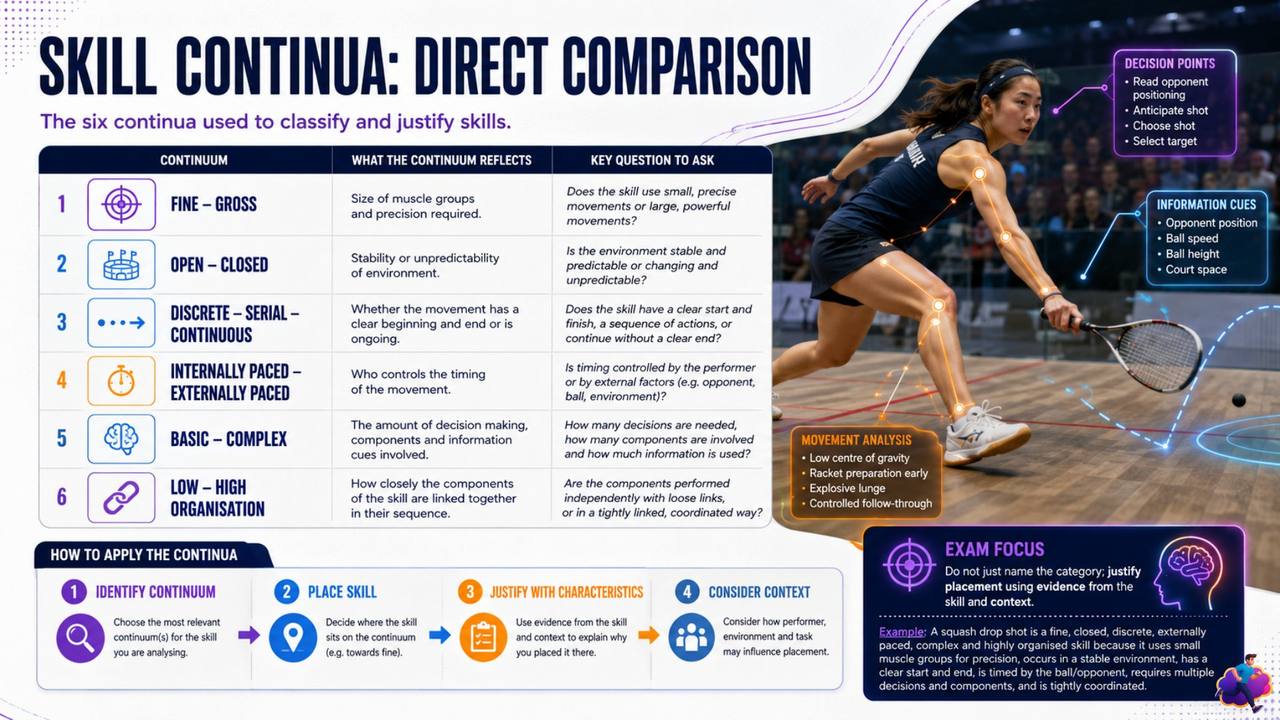 SKILL CONTINUA: DIRECT COMPARISON
The six continua used to classify and justify skills.
CONTINUUM
WHAT THE CONTINUUM REFLECTS
KEY QUESTION TO ASK
1
FINE – GROSS
Size of muscle groups
and precision required.
Does the skill use small, precise
movements or large, powerful
movements?
2
OPEN – CLOSED
Stability or unpredictability
of environment.
Is the environment stable and
predictable or changing and
unpredictable?
3
DISCRETE – SERIAL –
CONTINUOUS
Whether the movement has a
clear beginning and end or is
ongoing.
Does the skill have a clear start and
finish, a sequence of actions, or
continue without a clear end?
4
INTERNALLY PACED –
EXTERNALLY PACED
Who controls the timing
of the movement.
Is timing controlled by the performer
or by external factors (e.g. opponent,
ball, environment)?
5
BASIC – COMPLEX
The amount of decision making,
components and information
cues involved.
How many decisions are needed,
how many components are involved
and how much information is used?
6
LOW – HIGH
ORGANISATION
How closely the components
of the skill are linked together
in their sequence.
Are the components performed
independently with loose links,
or in a tightly linked, coordinated way?
DECISION POINTS
• Read opponent
positioning
• Anticipate shot
• Choose shot
• Select target
INFORMATION CUES
• Opponent position
• Ball speed
• Ball height
• Court space
MOVEMENT ANALYSIS
• Low centre of gravity
• Racket preparation early
• Explosive lunge
• Controlled follow-through
HOW TO APPLY THE CONTINUA
1 IDENTIFY CONTINUUM
Choose the most relevant
continuum(s) for the skill
you are analysing.
2 PLACE SKILL
Decide where the skill
sits on the continuum
(e.g. towards fine).
3 JUSTIFY WITH CHARACTERISTICS
Use evidence from the skill
and context to explain why
you placed it there.
4 CONSIDER CONTEXT
Consider how performer,
environment and task
may influence placement.
EXAM FOCUS
Do not just name the category; justify
placement using evidence from the
skill and context.
Example: A squash drop shot is a fine, closed, discrete, externally
paced, complex and highly organised skill because it uses small
muscle groups for precision, occurs in a stable environment, has a
clear start and end, is timed by the ball/opponent, requires multiple
decisions and components, and is tightly coordinated.